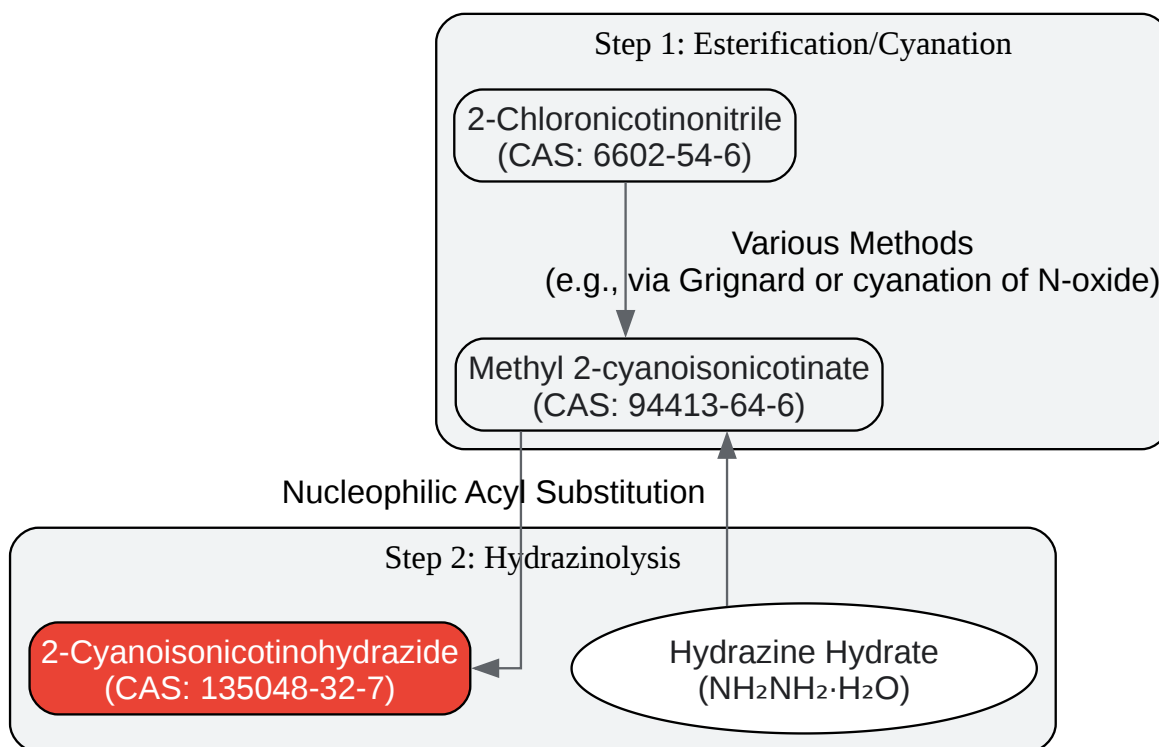 Step 1: Esterification/Cyanation
2-Chloronicotinonitrile
(CAS: 6602-54-6)
Various Methods
(e.g., via Grignard or cyanation of N-oxide)
Methyl 2-cyanoisonicotinate
(CAS: 94413-64-6)
Nucleophilic Acyl Substitution
Step 2: Hydrazinolysis
2-Cyanoisonicotinohydrazide
(CAS: 135048-32-7)
Hydrazine Hydrate
(NH₂NH₂·H₂O)